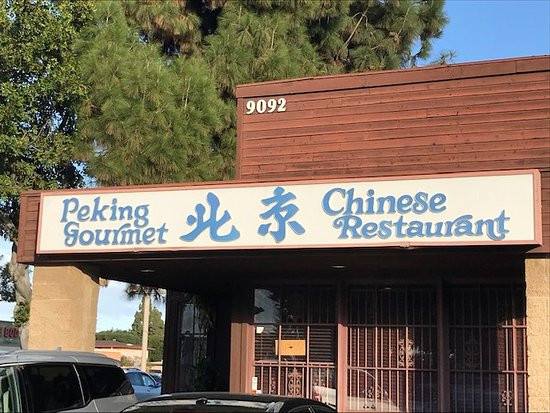 9092
Peking
Gourmet
北京
Chinese
Restaurant